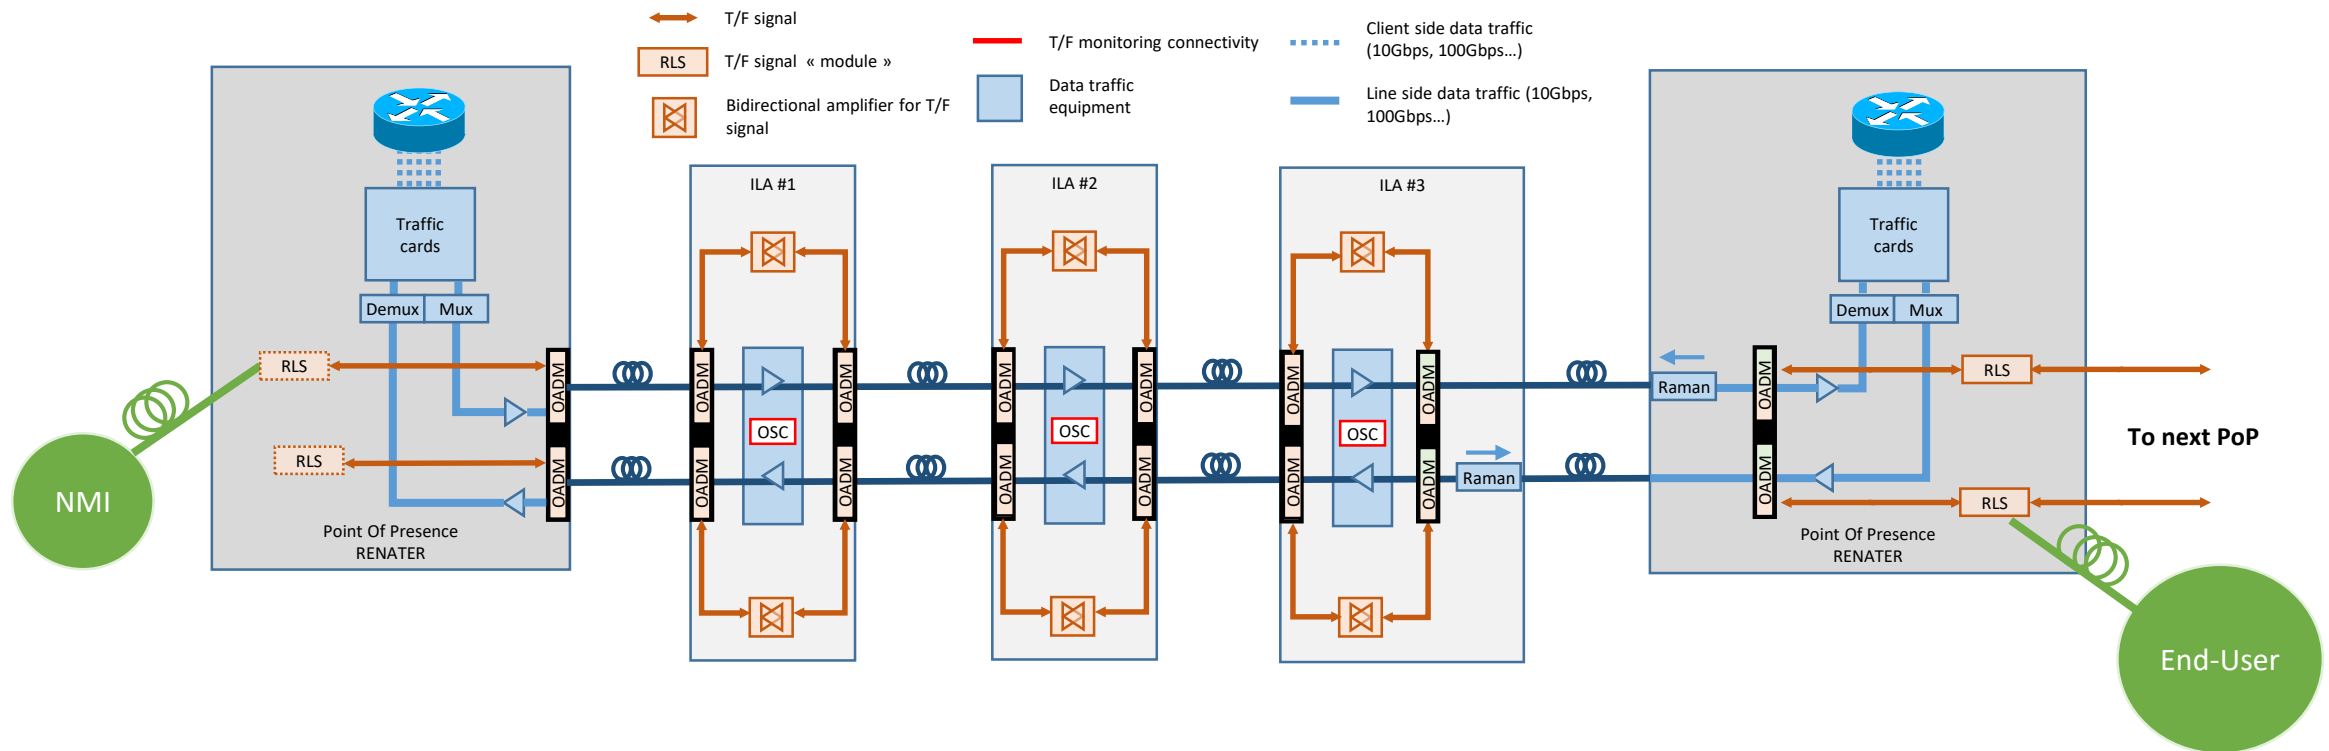 T/F signal
RLS
T/F signal « module »
Bidirectional amplifier for T/F
signal
T/F monitoring connectivity
Data traffic
equipment
Client side data traffic
(10Gbps, 100Gbps…)
Line side data traffic (10Gbps,
100Gbps…)
Traffic
cards
Demux
Mux
RLS
RLS
OADM
OADM
Point Of Presence
RENATER
NMI
ILA #1
OADM
OADM
OSC
OADM
OADM
ILA #2
OADM
OADM
OSC
OADM
OADM
ILA #3
OADM
OADM
OSC
OADM
OADM
Raman
Traffic
cards
Demux
Mux
Raman
OADM
OADM
RLS
RLS
Point Of Presence
RENATER
To next PoP
End-User